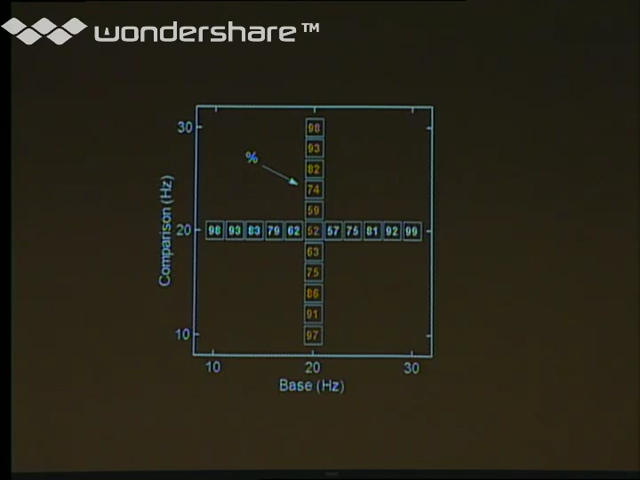 wondershare™
30
98
93
%
82
74
59
Comparison (Hz)
20
98 93 83 79 62 52 57 75 81 92 99
63
75
86
91
10
97
10 20 30
Base (Hz)